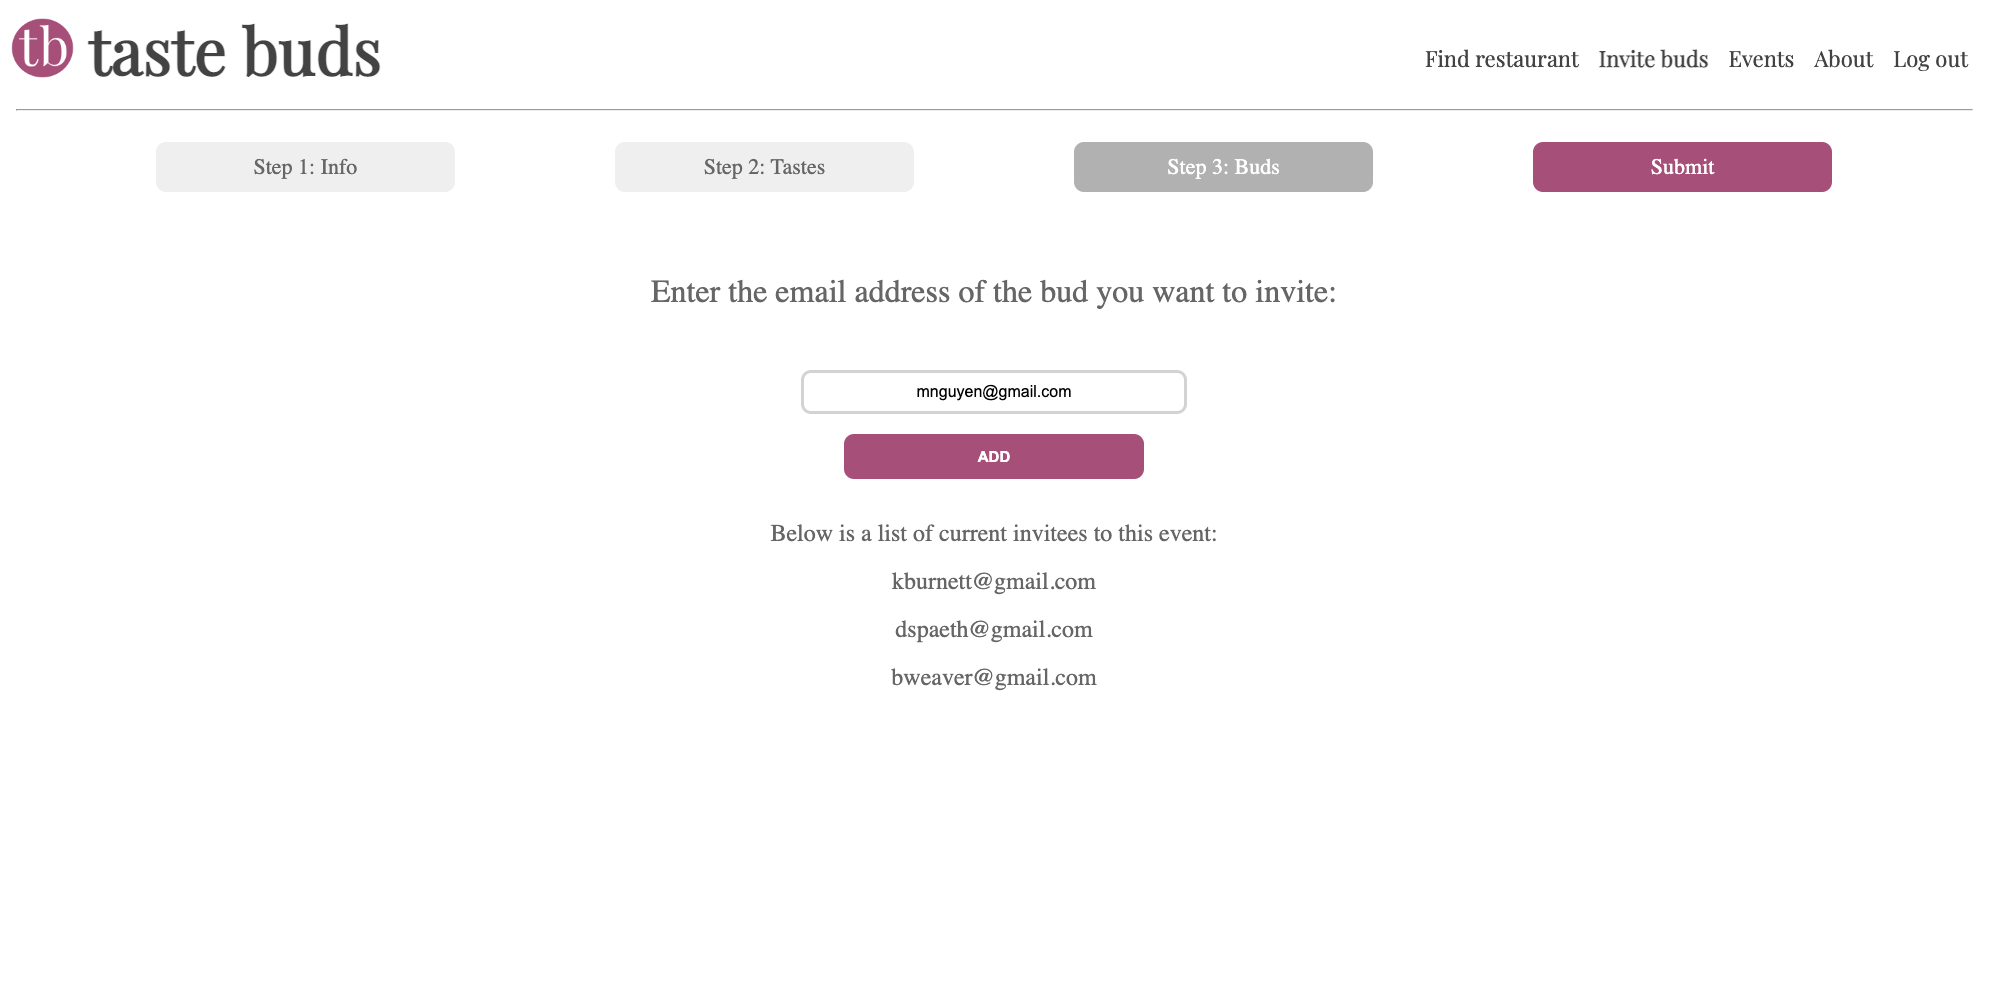 tb taste buds
Find restaurant Invite buds Events About Log out
Step 1: Info Step 2: Tastes Step 3: Buds Submit
Enter the email address of the bud you want to invite:
mnguyen@gmail.com
ADD
Below is a list of current invitees to this event:
kburnett@gmail.com
dspaeth@gmail.com
bweaver@gmail.com